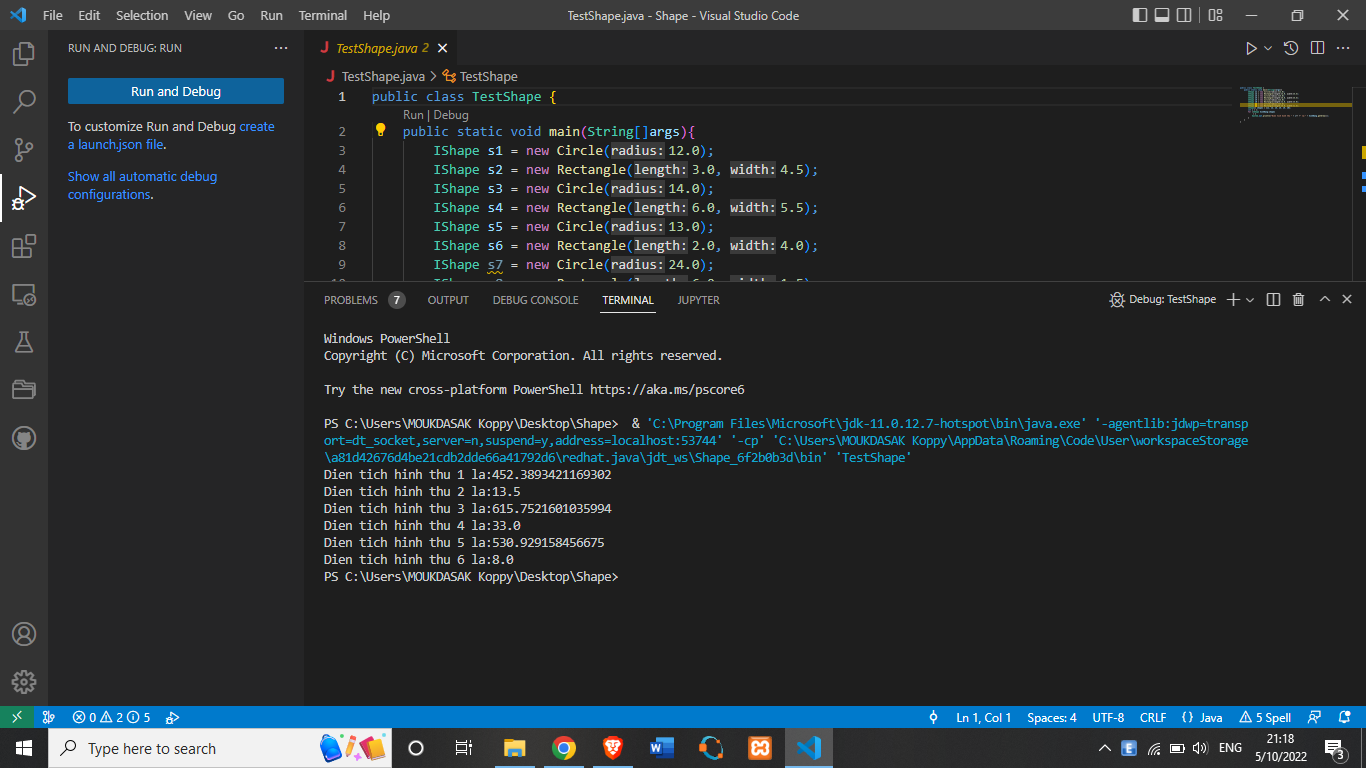 File Edit Selection View Go Run Terminal Help TestShape.java - Shape - Visual Studio Code
RUN AND DEBUG: RUN
Run and Debug
To customize Run and Debug create
a launch.json file.
Show all automatic debug
configurations.
TestShape.java 2
TestShape.java > TestShape
1 public class TestShape {
Run | Debug
2 public static void main(String[]args){
3 IShape s1 = new Circle(radius:12.0);
4 IShape s2 = new Rectangle(length:3.0, width:4.5);
5 IShape s3 = new Circle(radius:14.0);
6 IShape s4 = new Rectangle(length:6.0, width:5.5);
7 IShape s5 = new Circle(radius:13.0);
8 IShape s6 = new Rectangle(length:2.0, width:4.0);
9 IShape s7 = new Circle(radius:24.0);
PROBLEMS 7 OUTPUT DEBUG CONSOLE TERMINAL JUPYTER Debug: TestShape
Windows PowerShell
Copyright (C) Microsoft Corporation. All rights reserved.
Try the new cross-platform PowerShell https://aka.ms/pscore6
PS C:\Users\MOUKDASAK Koppy\Desktop\Shape> & 'C:\Program Files\Microsoft\jdk-11.0.12.7-hotspot\bin\java.exe' '-agentlib:jdwp=transp
ort=dt_socket,server=n,suspend=y,address=localhost:53744' '-cp' 'C:\Users\MOUKDASAK Koppy\AppData\Roaming\Code\User\workspaceStorage
\a81d42676d4be21cdb2dde66a41792d6\redhat.java\jdt_ws\Shape_6f2b0b3d\bin' 'TestShape'
Dien tich hinh thu 1 la:452.3893421169302
Dien tich hinh thu 2 la:13.5
Dien tich hinh thu 3 la:615.7521601035994
Dien tich hinh thu 4 la:33.0
Dien tich hinh thu 5 la:530.929158456675
Dien tich hinh thu 6 la:8.0
PS C:\Users\MOUKDASAK Koppy\Desktop\Shape>
0 2 5 Ln 1, Col 1 Spaces: 4 UTF-8 CRLF {} Java 5 Spell
Type here to search ENG 21:18
5/10/2022 3